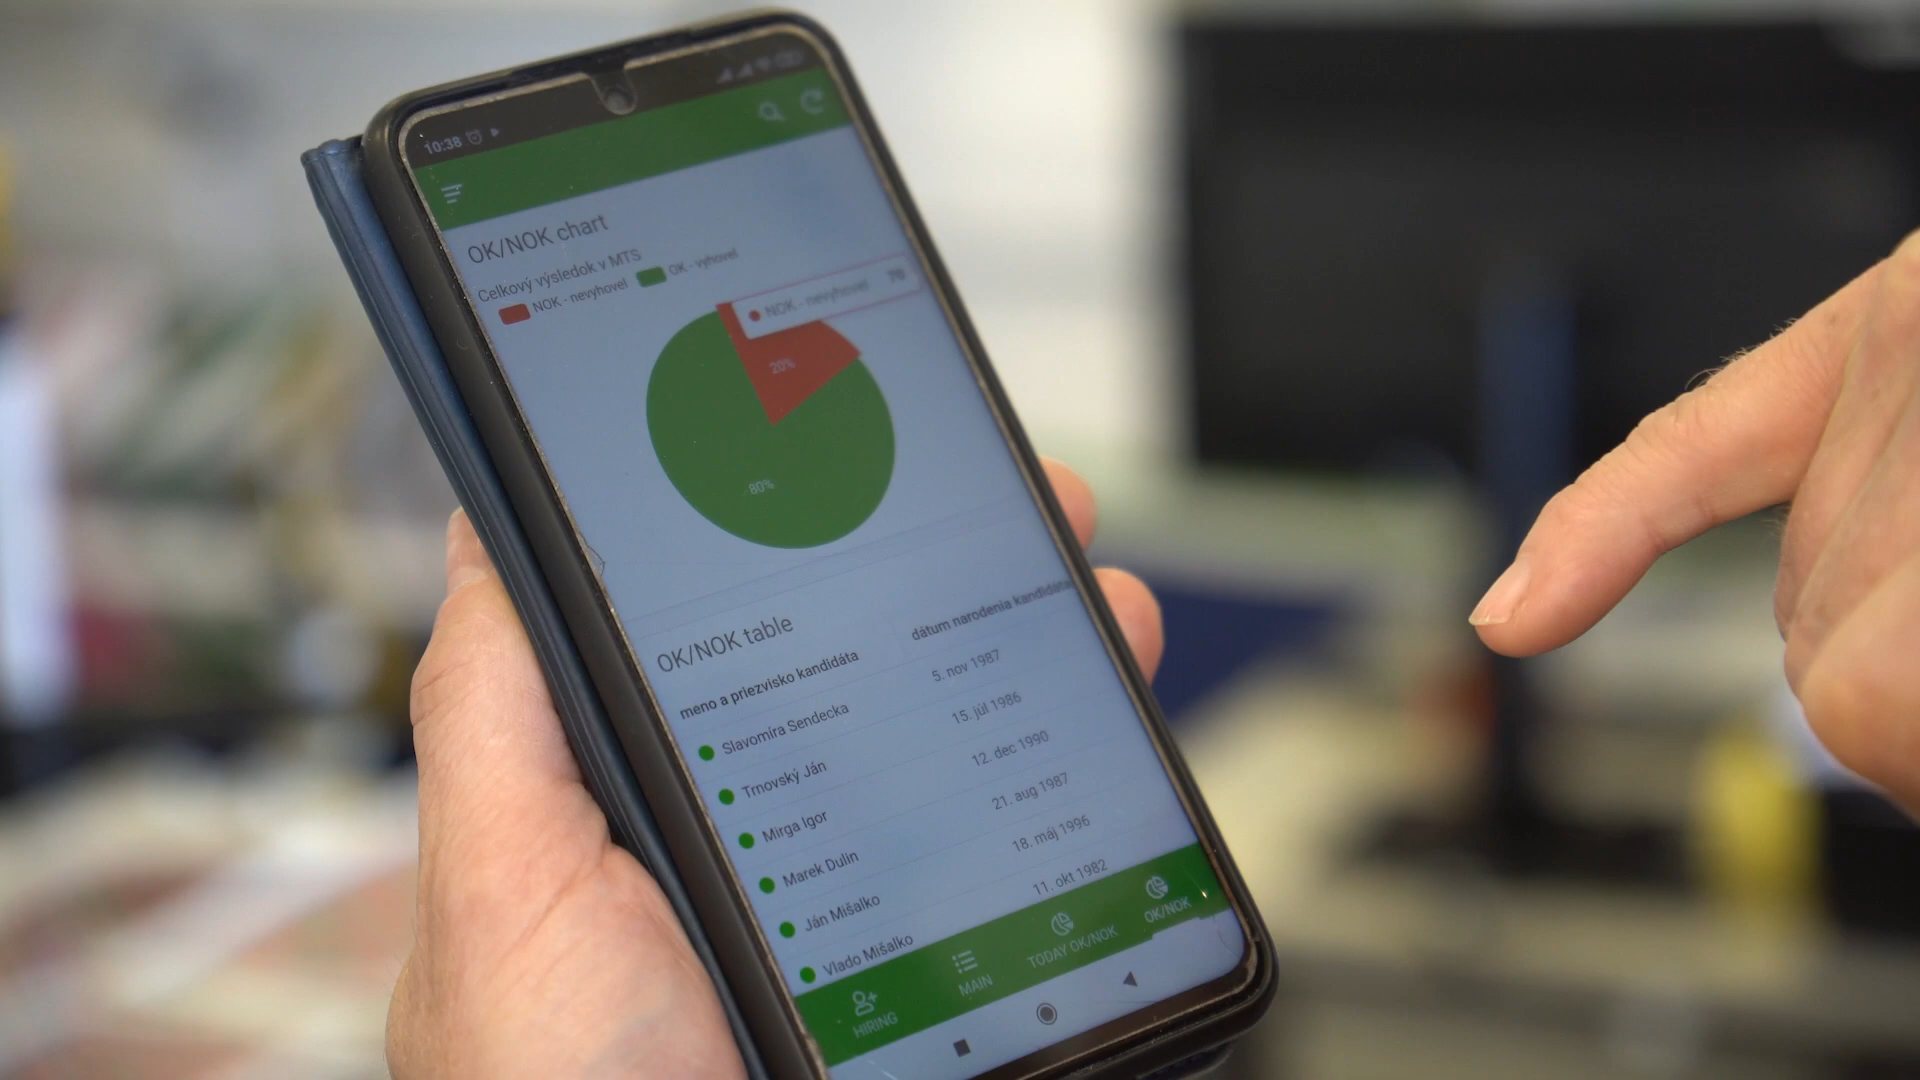 10:38
OK/NOK chart
Celkový výsledok v MTS
NOK - nevyhovel OK - vyhovel
NOK - nevyhovel 70
20%
80%
OK/NOK table
meno a priezvisko kandidáta dátum narodenia kandidáta
Slavomíra Sendecka 5. nov 1987
Trnovský Ján 15. júl 1986
Mirga Igor 12. dec 1990
Marek Dulin 21. aug 1987
Ján Mišalko 18. máj 1996
Vlado Mišalko 11. okt 1982
HIRING MAIN TODAY OK/NOK OK/NOK